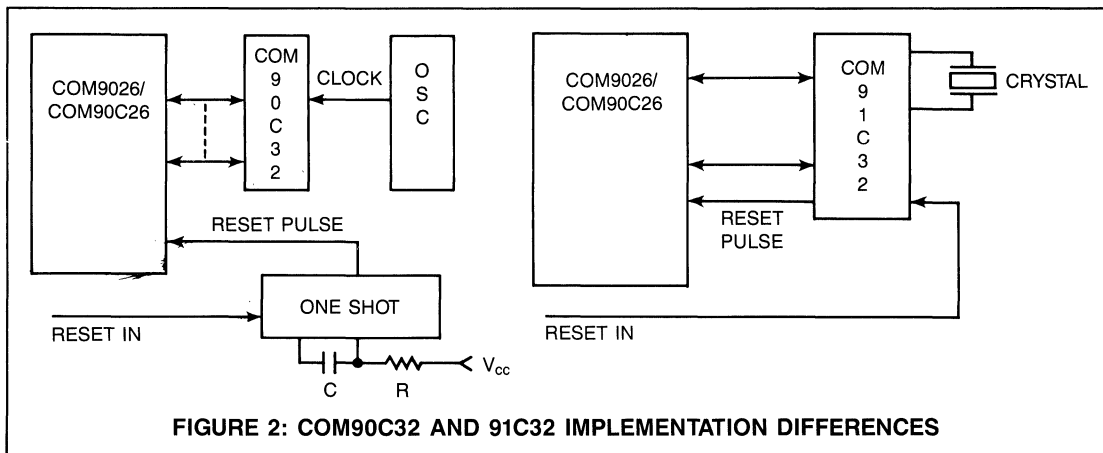 COM9026/
COM90C26
COM
9
0
C
3
2
CLOCK
O
S
C
RESET PULSE
ONE SHOT
RESET IN
C
R
Vcc
COM9026/
COM90C26
COM
9
1
C
3
2
CRYSTAL
RESET
PULSE
RESET IN
FIGURE 2: COM90C32 AND 91C32 IMPLEMENTATION DIFFERENCES